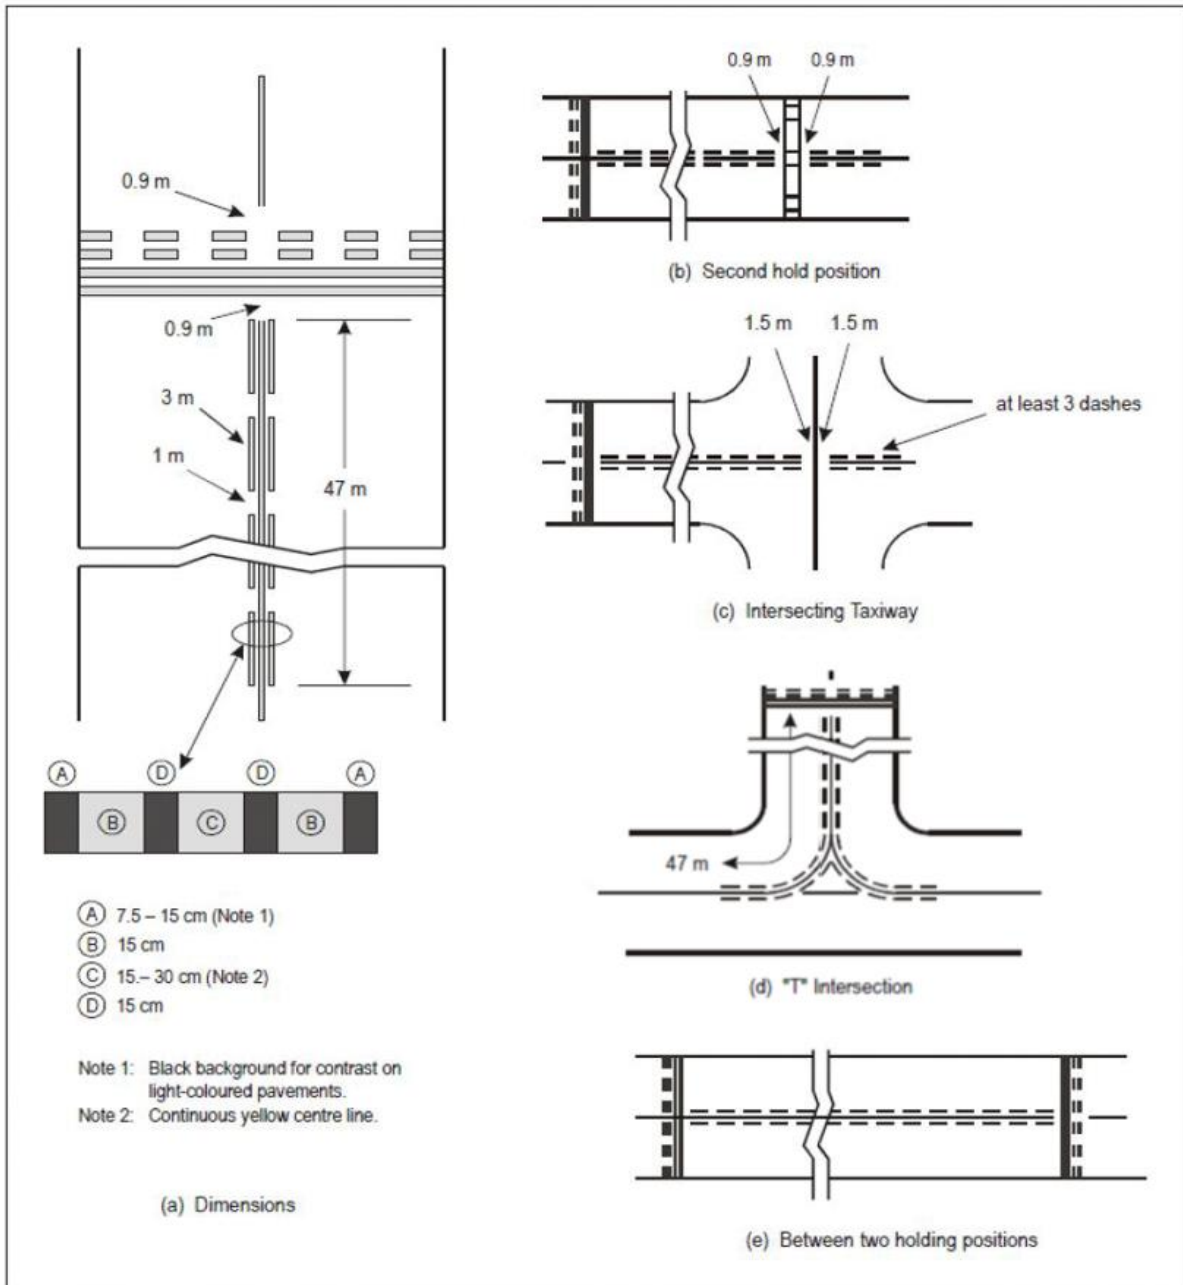 0.9 m
0.9 m
3 m
1 m
47 m
A D D A
B C B
A 7.5 – 15 cm (Note 1)
B 15 cm
C 15.– 30 cm (Note 2)
D 15 cm
Note 1: Black background for contrast on
light-coloured pavements.
Note 2: Continuous yellow centre line.
(a) Dimensions
0.9 m 0.9 m
(b) Second hold position
1.5 m 1.5 m
at least 3 dashes
(c) Intersecting Taxiway
47 m
(d) "T" Intersection
(e) Between two holding positions